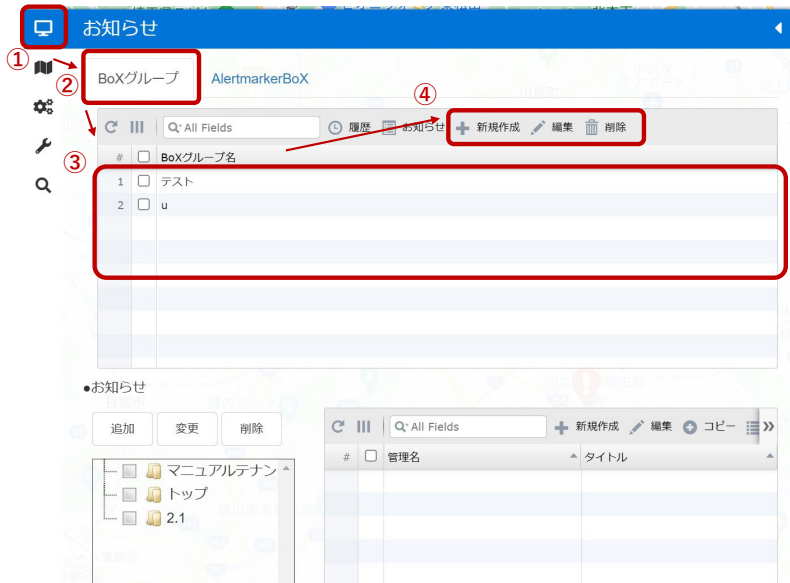 お知らせ
①
②
BoXグループ
AlertmarkerBoX
④
All Fields
履歴
お知らせ
新規作成
編集
削除
③
# BoXグループ名
1 テスト
2 u
●お知らせ
追加
変更
削除
All Fields
新規作成
編集
コピー
»
# 管理名 タイトル
マニュアルテナン
トップ
2.1